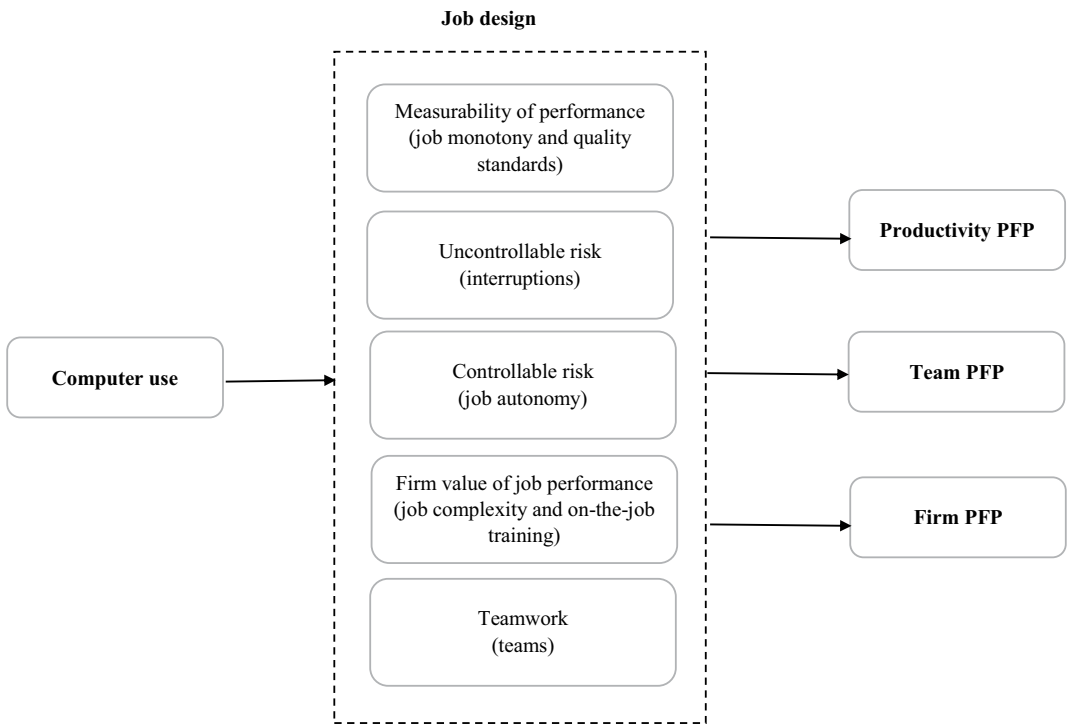 Job design
Measurability of performance
(job monotony and quality
standards)
Productivity PFP
Uncontrollable risk
(interruptions)
Computer use
Controllable risk
(job autonomy)
Team PFP
Firm value of job performance
(job complexity and on-the-job
training)
Firm PFP
Teamwork
(teams)